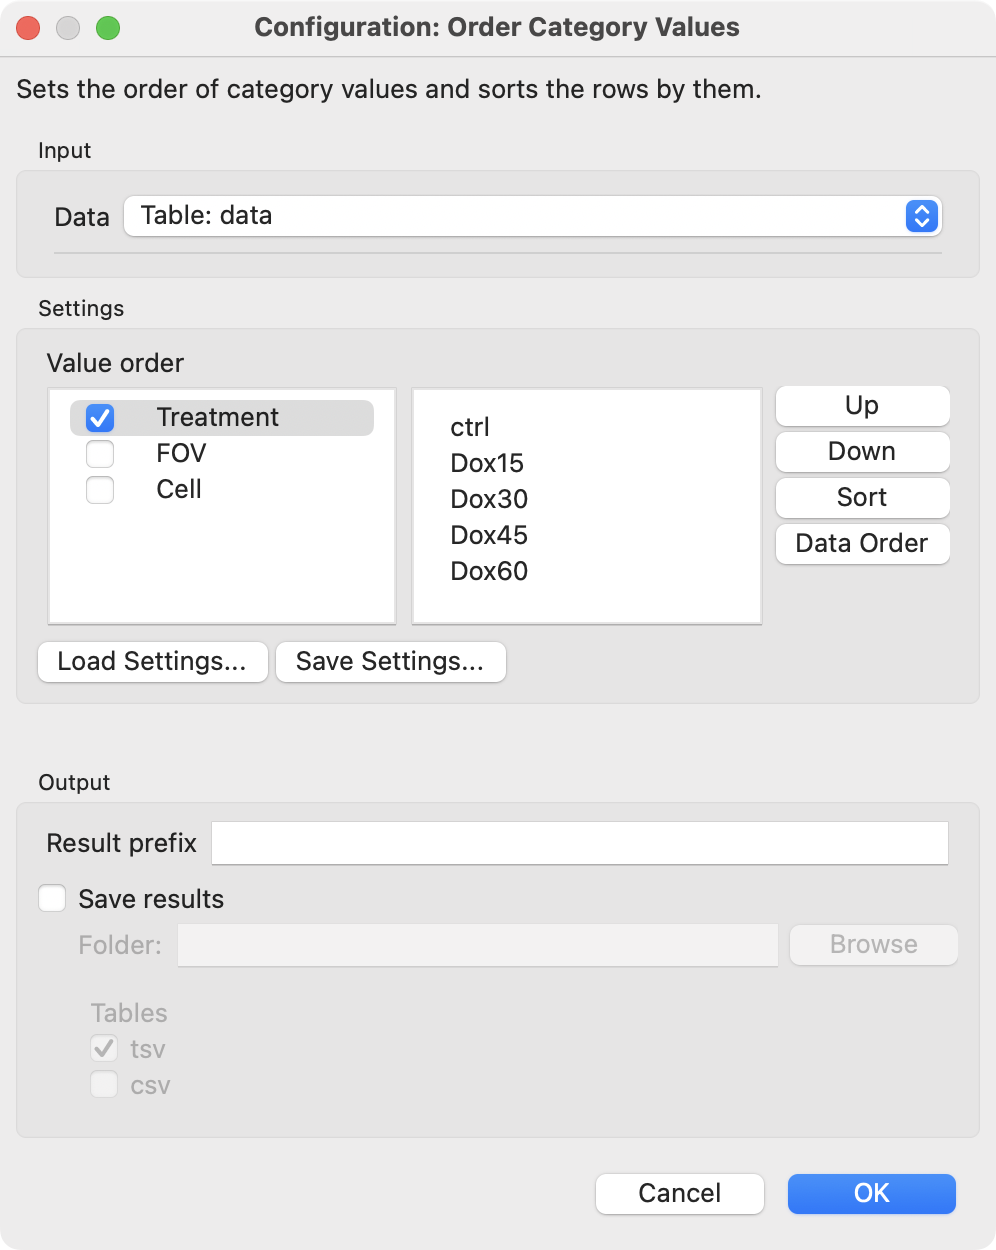 Configuration: Order Category Values
Sets the order of category values and sorts the rows by them.
Input
Data
Table: data
Settings
Value order
Treatment
FOV
Cell
ctrl
Dox15
Dox30
Dox45
Dox60
Up
Down
Sort
Data Order
Load Settings...
Save Settings...
Output
Result prefix
Save results
Folder:
Browse
Tables
tsv
csv
Cancel
OK